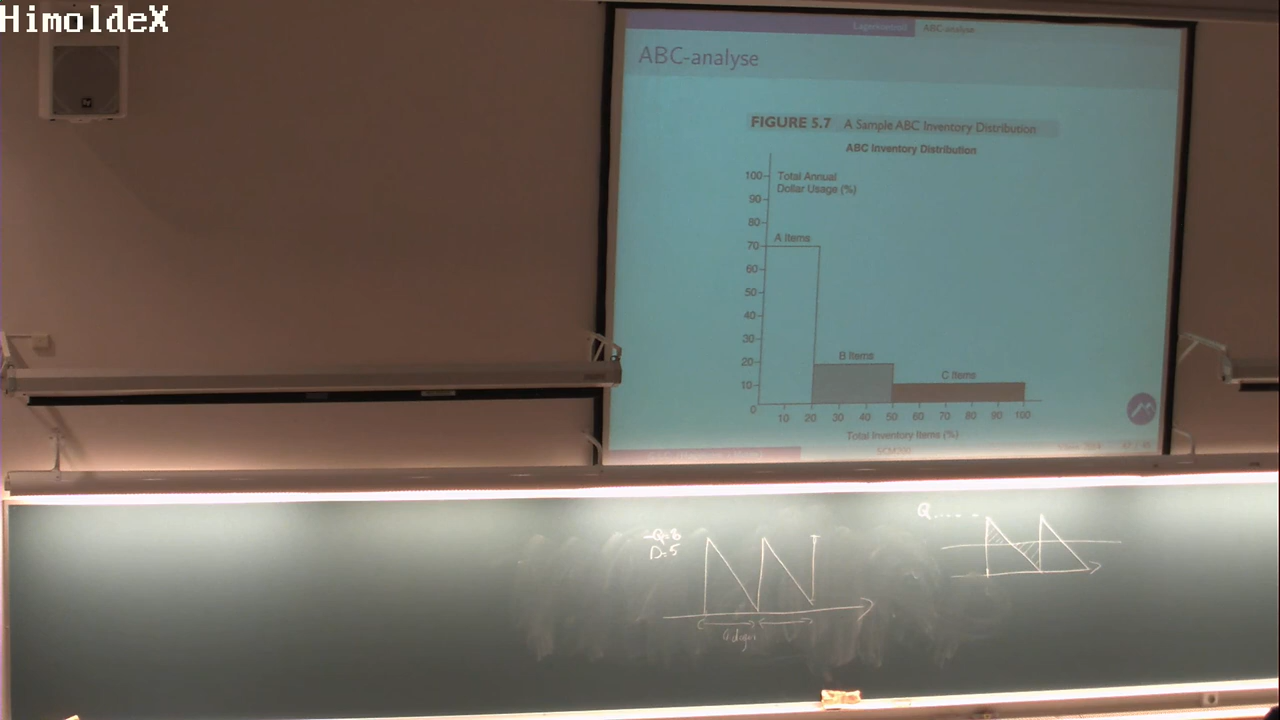 HimoldeX
Lagerkontroll ABC-analyse
ABC-analyse
FIGURE 5.7 A Sample ABC Inventory Distribution
ABC Inventory Distribution
Total Annual
Dollar Usage (%)
100
90
80
70
60
50
40
30
20
10
0
A Items
B Items
C Items
10 20 30 40 50 60 70 80 90 100
Total Inventory Items (%)
SCM200
Q
Q=8
D=5